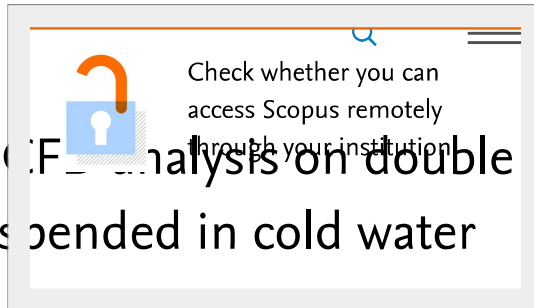 Check whether you can
access Scopus remotely
through your institution
CFD analysis on double
spended in cold water